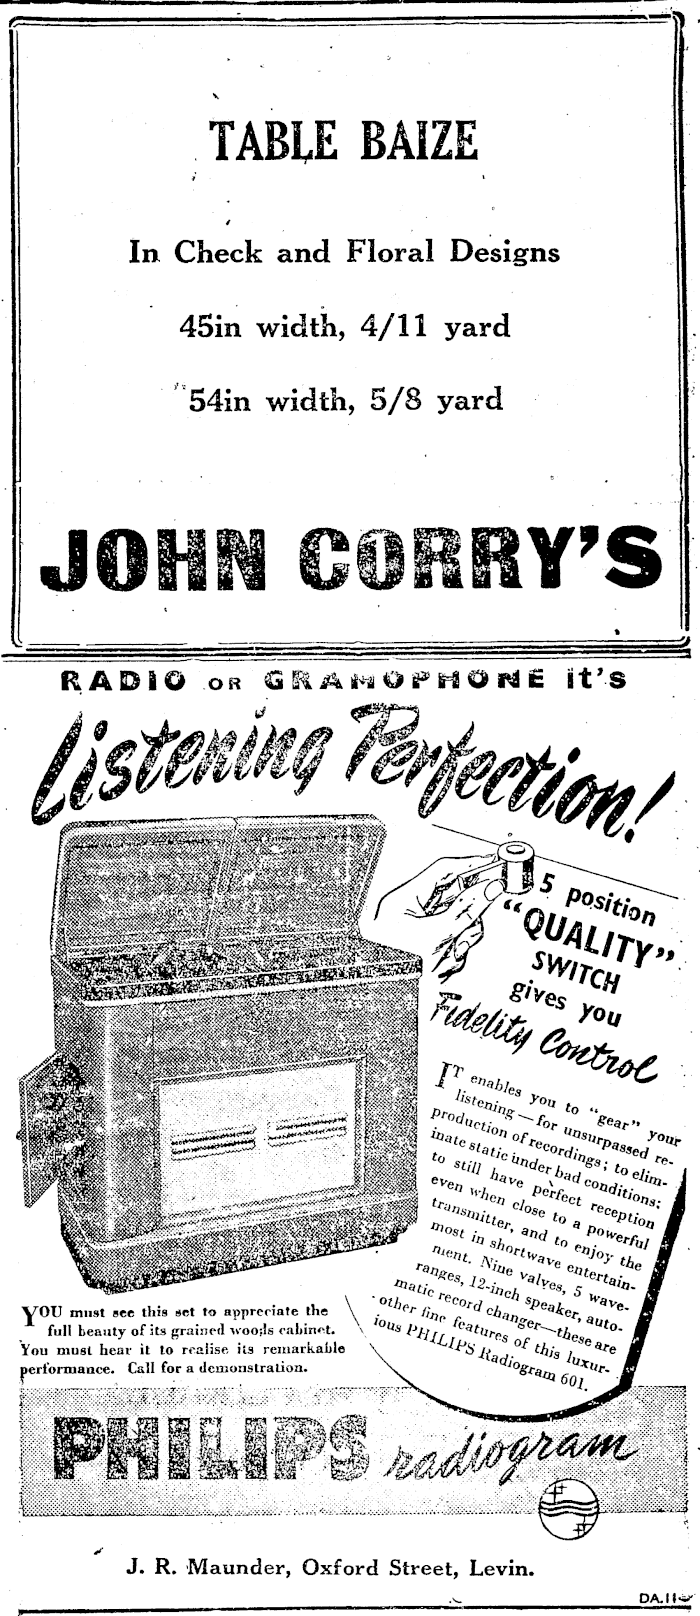 TABLE BAIZE
In Check and Floral Designs
45in width, 4/11 yard
54in width, 5/8 yard
JOHN CORRY'S
RADIO OR GRAMOPHONE it's
Listening Perfection!
5 position
"QUALITY"
SWITCH
gives you
Fidelity Control
IT enables you to "gear" your
listening—for unsurpassed re-
production of recordings; to elim-
inate static under bad conditions;
to still have perfect reception
even when close to a powerful
transmitter, and to enjoy the
most in shortwave entertain-
ment. Nine valves, 5 wave-
ranges, 12-inch speaker, auto-
matic record changer—these are
other fine features of this luxur-
ious PHILIPS Radiogram 601.
YOU must see this set to appreciate the
full beauty of its grained woods cabinet.
You must hear it to realise its remarkable
performance. Call for a demonstration.
PHILIPS radiogram
J. R. Maunder, Oxford Street, Levin.